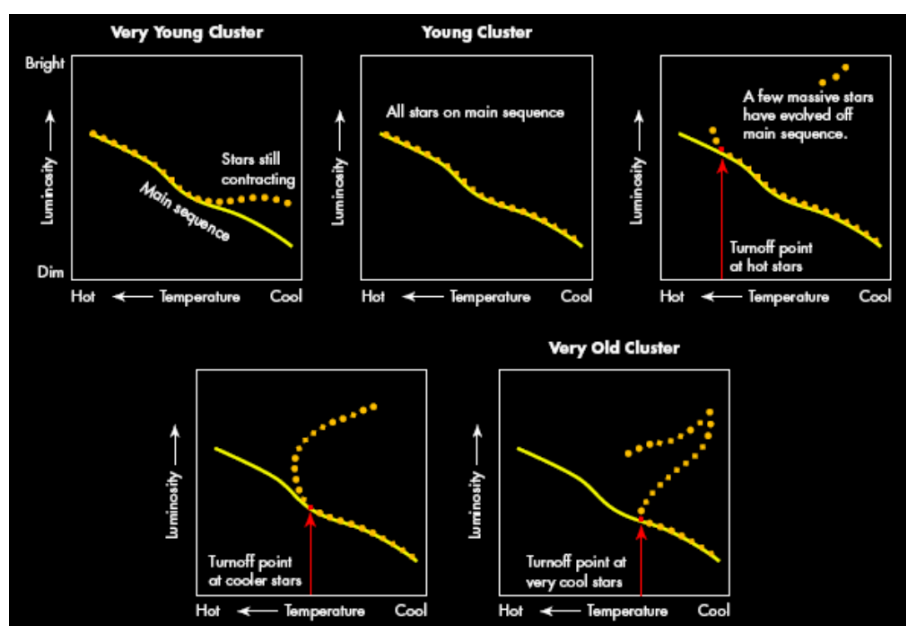 Very Young Cluster
Young Cluster
Bright
Luminosity
Dim
Stars still
contracting
Main sequence
Hot
Temperature
Cool
Luminosity
All stars on main sequence
Hot
Temperature
Cool
Luminosity
A few massive stars
have evolved off
main sequence.
Turnoff point
at hot stars
Hot
Temperature
Cool
Very Old Cluster
Luminosity
Turnoff point
at cooler stars
Hot
Temperature
Cool
Luminosity
Turnoff point at
very cool stars
Hot
Temperature
Cool